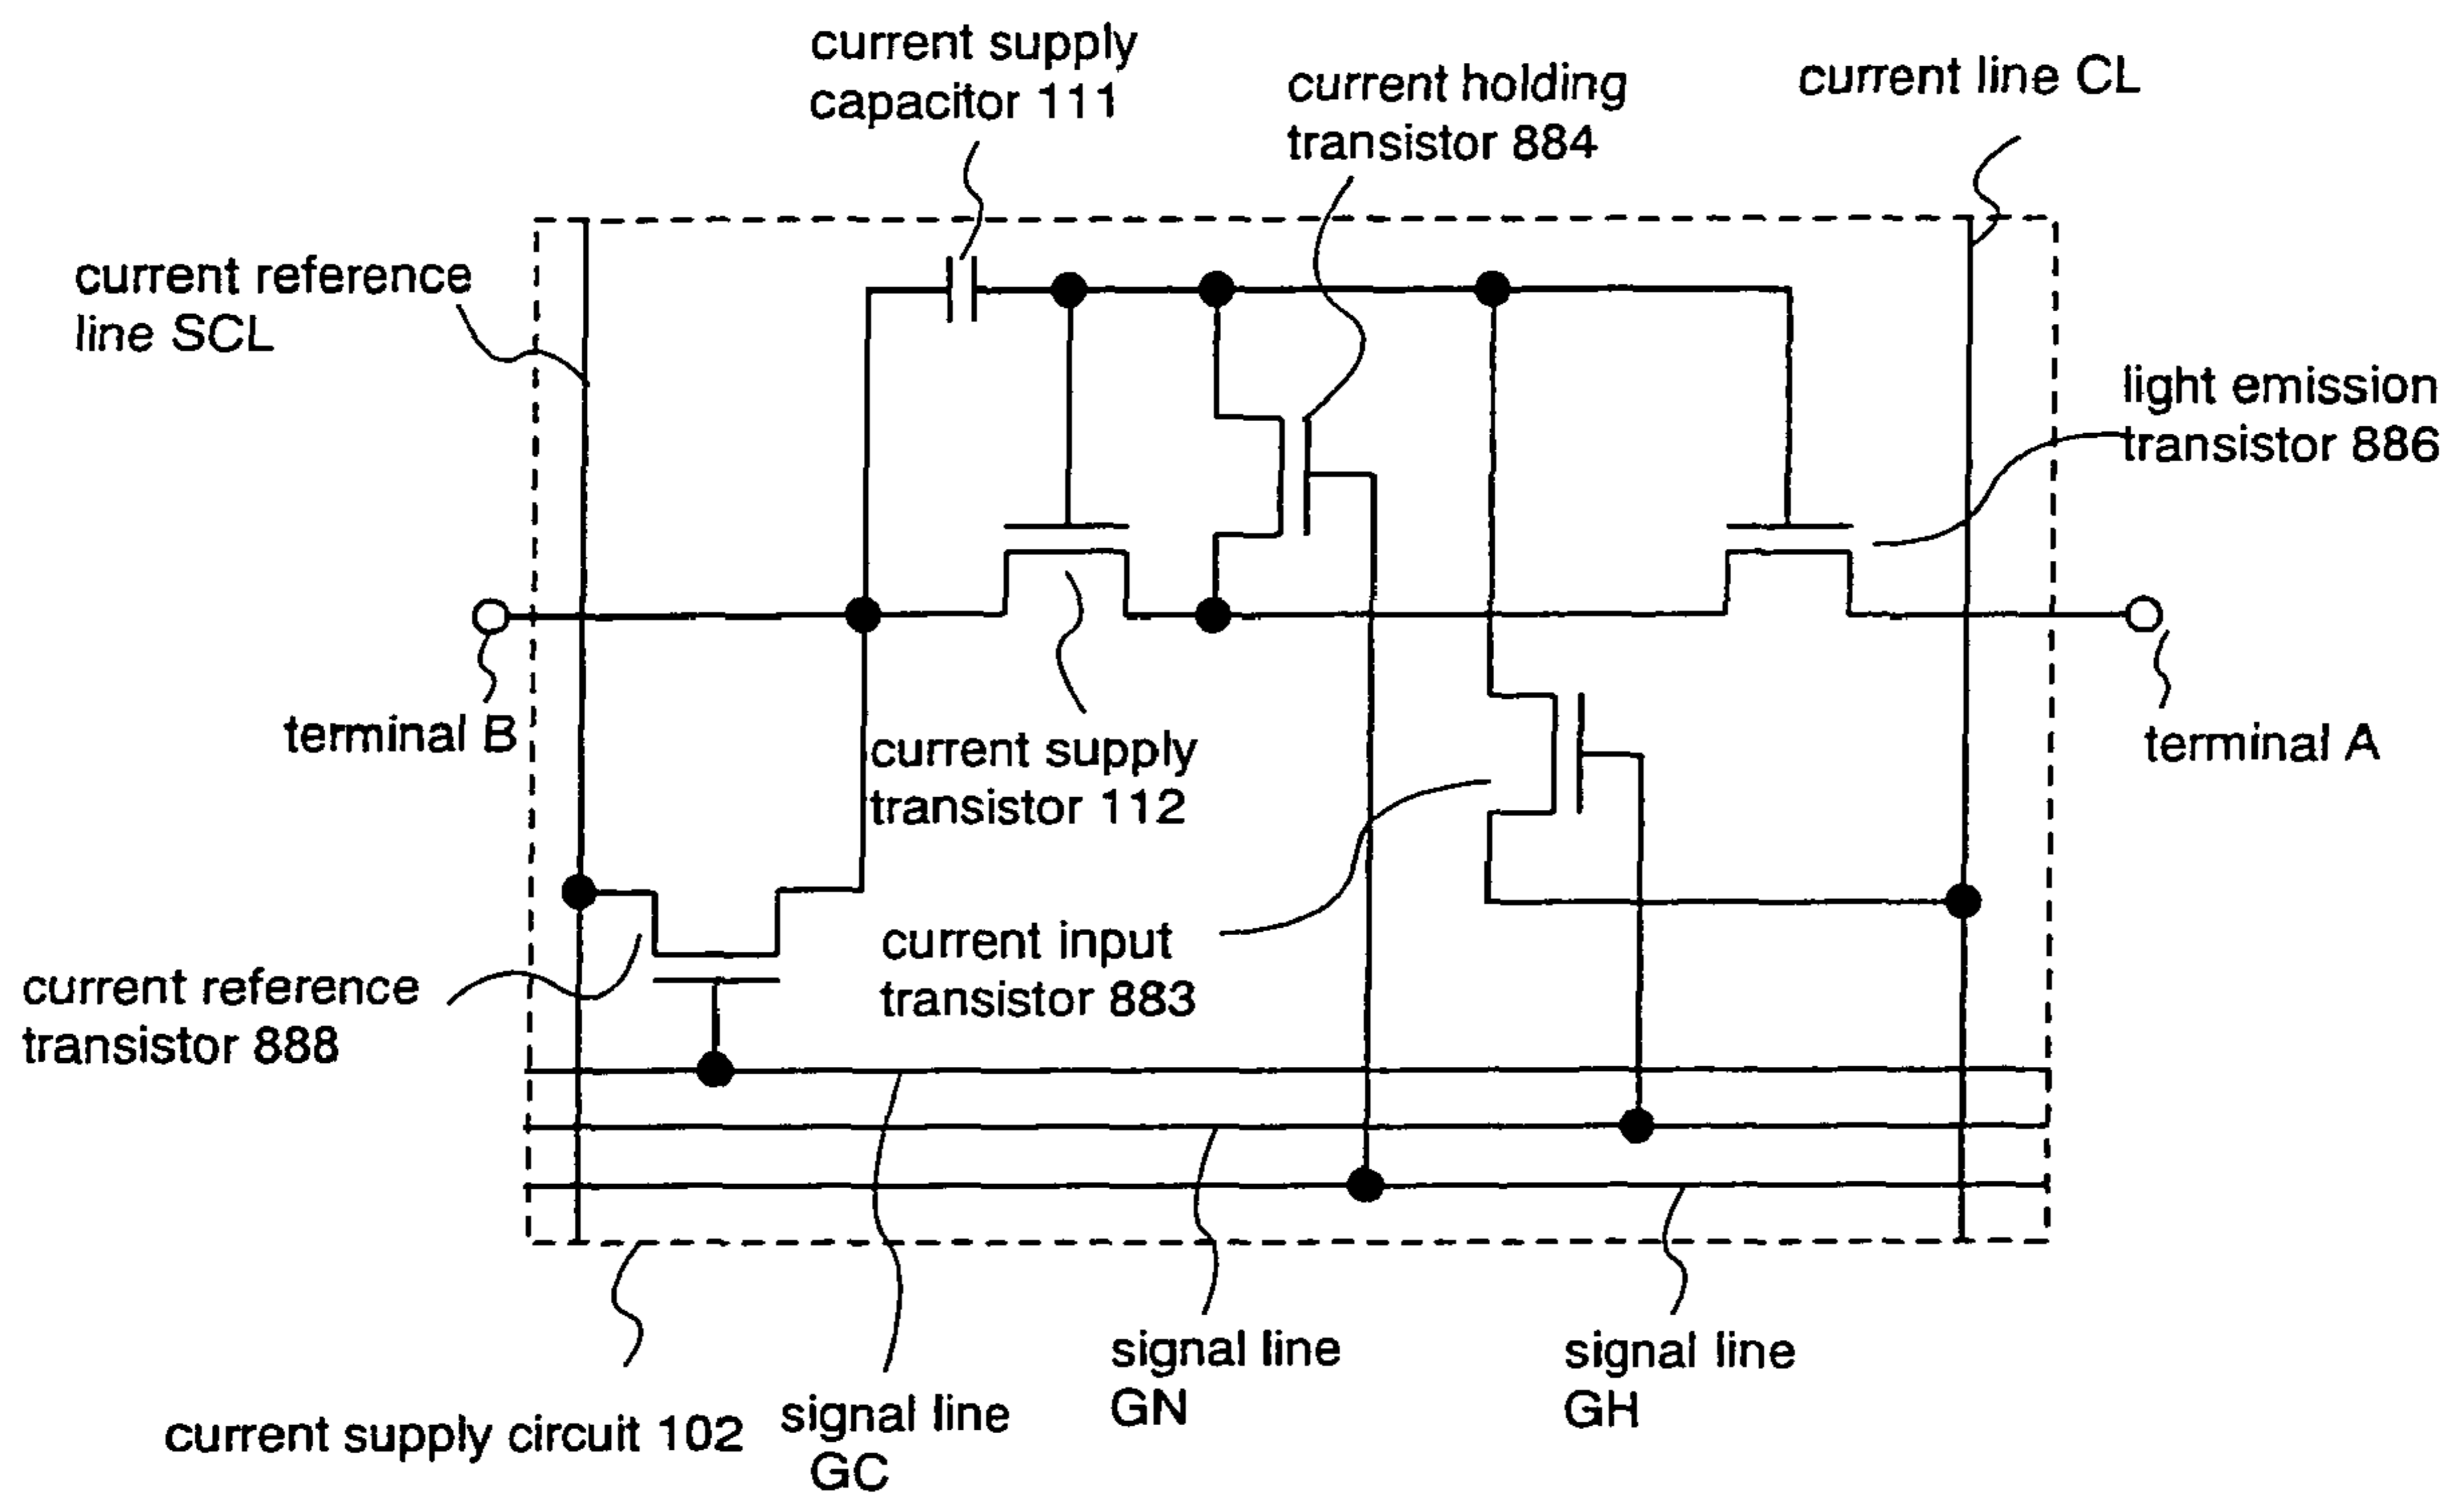 current supply
capacitor 111
current holding
transistor 884
current line CL
current reference
line SCL
light emission
transistor 886
terminal B
current supply
transistor 112
terminal A
current input
transistor 883
current reference
transistor 888
signal line
GN
signal line
GH
current supply circuit 102
signal line
GC